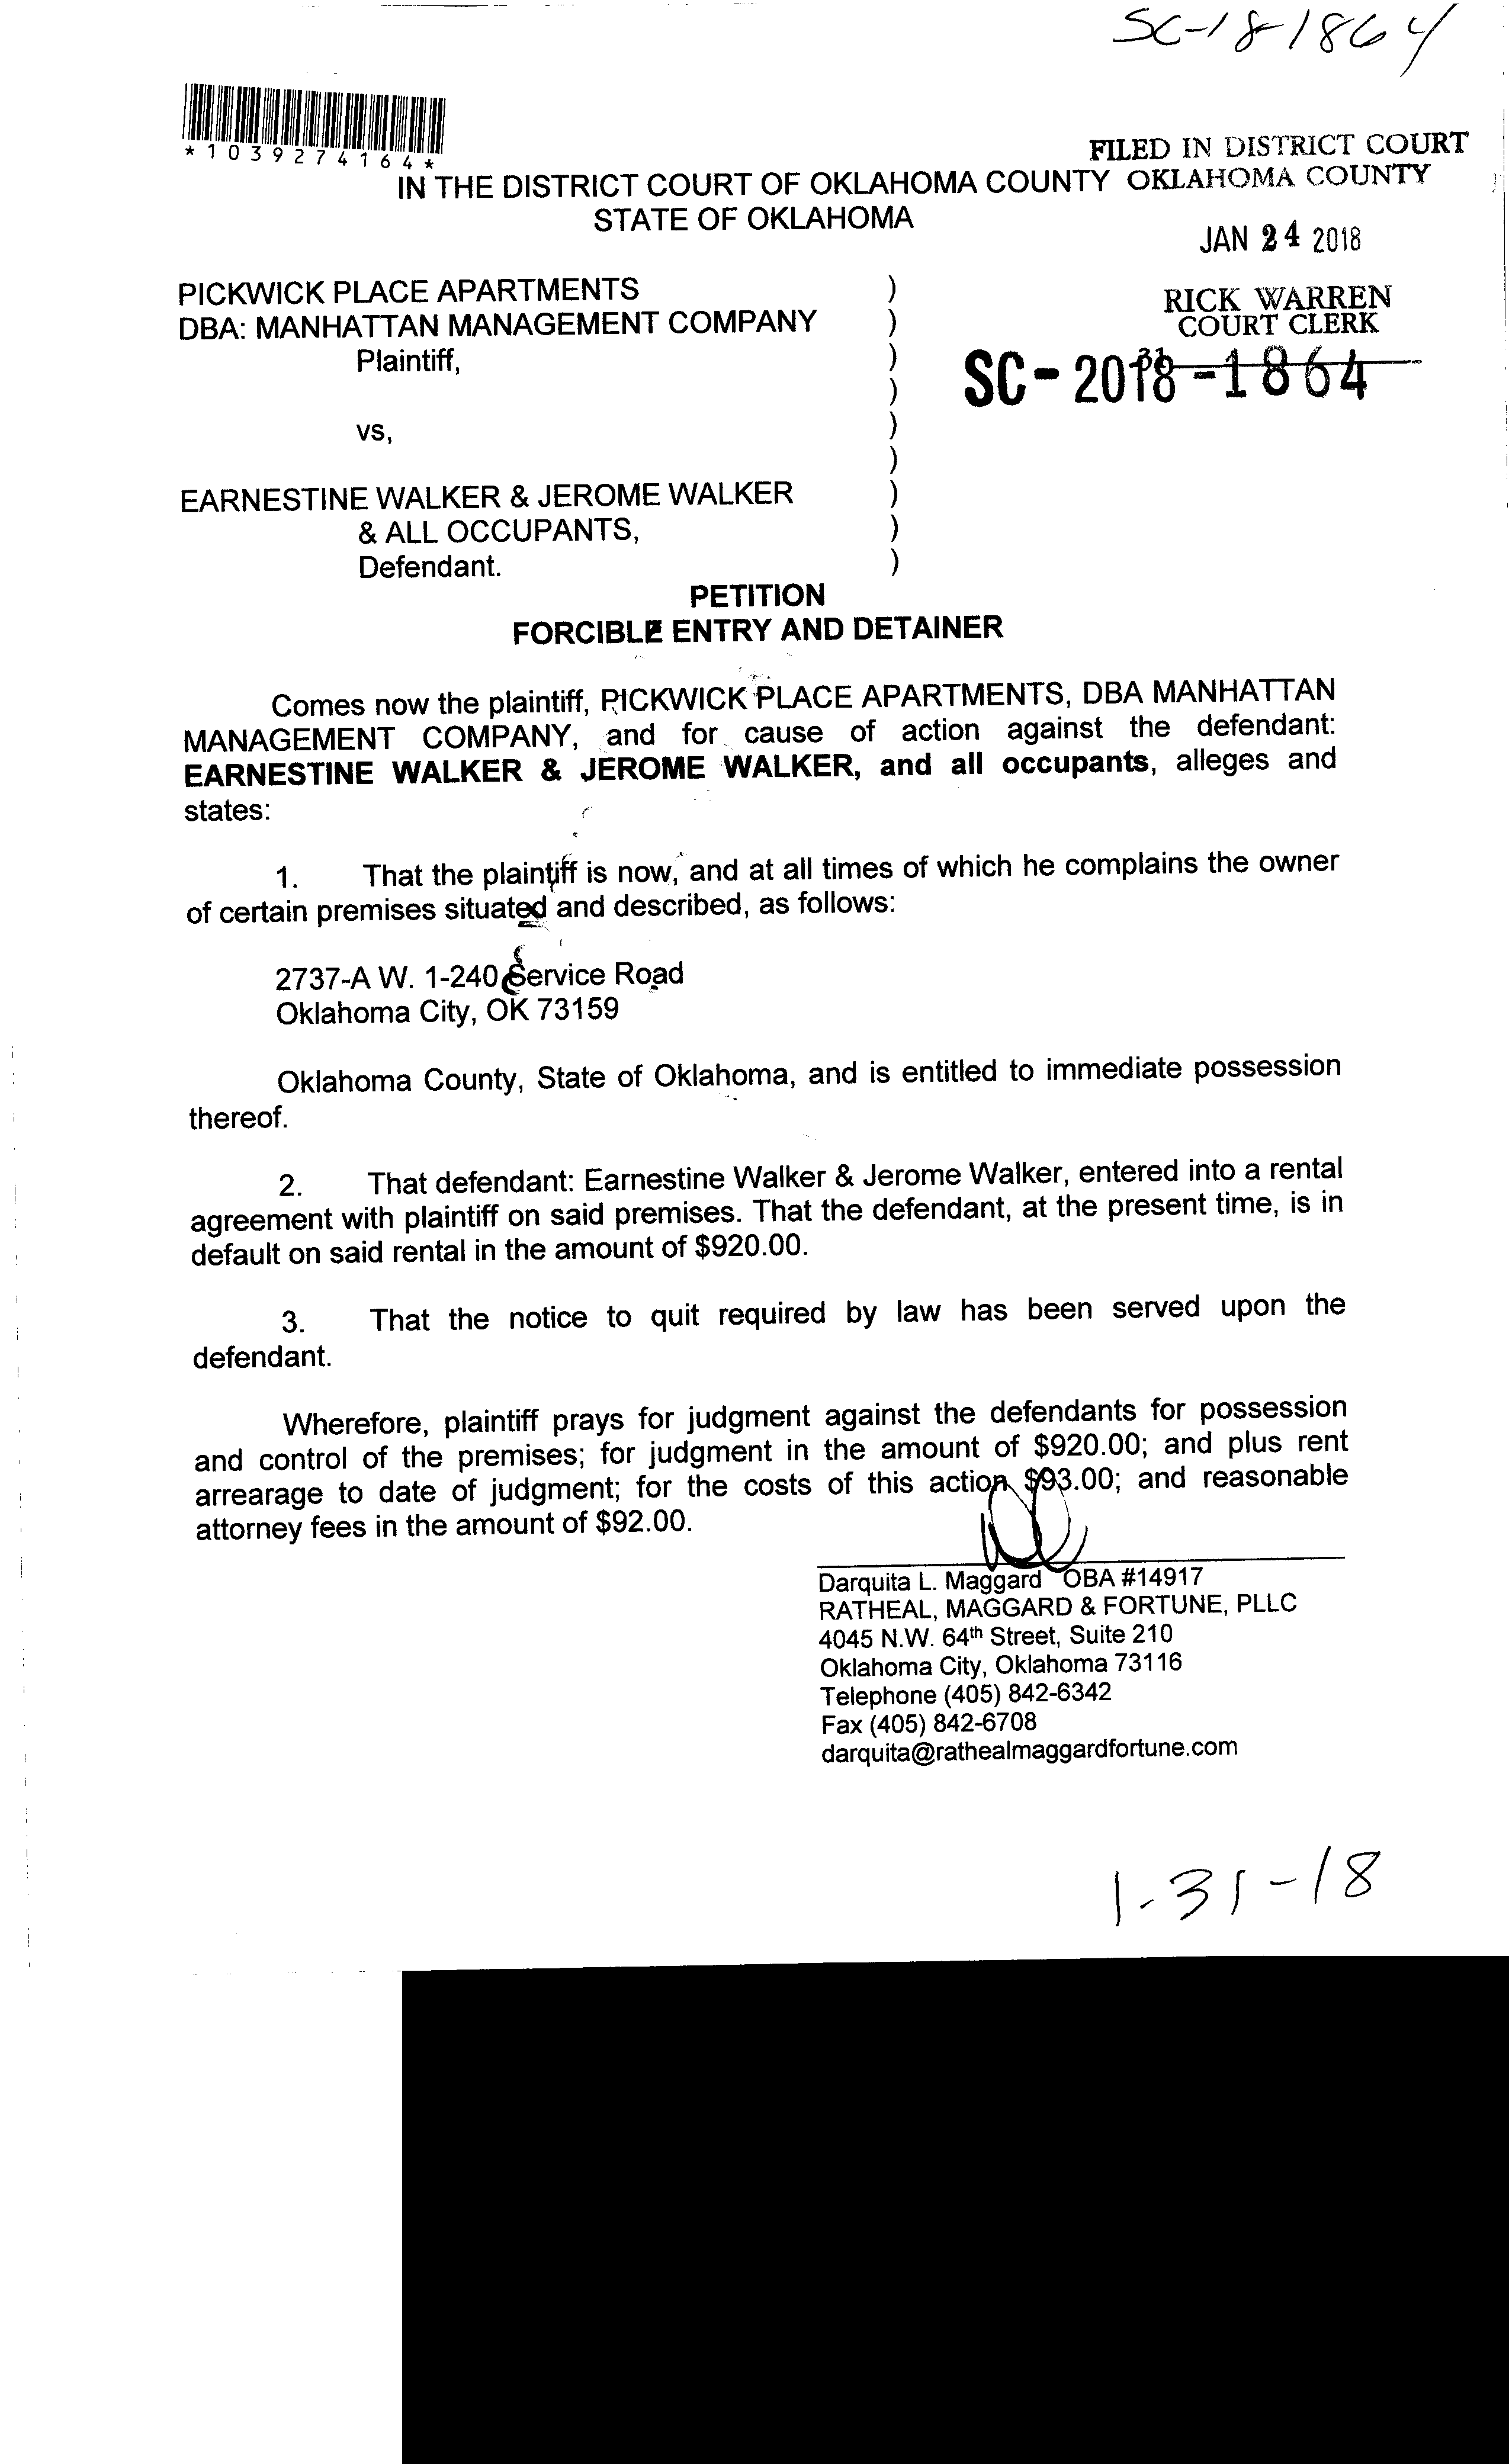 SC-18-1864
*1039274164*
FILED IN DISTRICT COURT
IN THE DISTRICT COURT OF OKLAHOMA COUNTY OKLAHOMA COUNTY
STATE OF OKLAHOMA
JAN 24 2018
PICKWICK PLACE APARTMENTS )
RICK WARREN
DBA: MANHATTAN MANAGEMENT COMPANY )
COURT CLERK
Plaintiff, )
31
SC-2018-1864
)
vs, )
)
EARNESTINE WALKER & JEROME WALKER )
& ALL OCCUPANTS, )
Defendant. )
PETITION
FORCIBLE ENTRY AND DETAINER
Comes now the plaintiff, PICKWICK PLACE APARTMENTS, DBA MANHATTAN
MANAGEMENT COMPANY, and for cause of action against the defendant:
EARNESTINE WALKER & JEROME WALKER, and all occupants, alleges and
states:
1. That the plaintiff is now, and at all times of which he complains the owner
of certain premises situated and described, as follows:
2737-A W. 1-240 Service Road
Oklahoma City, OK 73159
Oklahoma County, State of Oklahoma, and is entitled to immediate possession
thereof.
2. That defendant: Earnestine Walker & Jerome Walker, entered into a rental
agreement with plaintiff on said premises. That the defendant, at the present time, is in
default on said rental in the amount of $920.00.
3. That the notice to quit required by law has been served upon the
defendant.
Wherefore, plaintiff prays for judgment against the defendants for possession
and control of the premises; for judgment in the amount of $920.00; and plus rent
arrearage to date of judgment; for the costs of this action $93.00; and reasonable
attorney fees in the amount of $92.00.
Darquita L. Maggard OBA #14917
RATHEAL, MAGGARD & FORTUNE, PLLC
4045 N.W. 64th Street, Suite 210
Oklahoma City, Oklahoma 73116
Telephone (405) 842-6342
Fax (405) 842-6708
darquita@rathealmaggardfortune.com
1-31-18